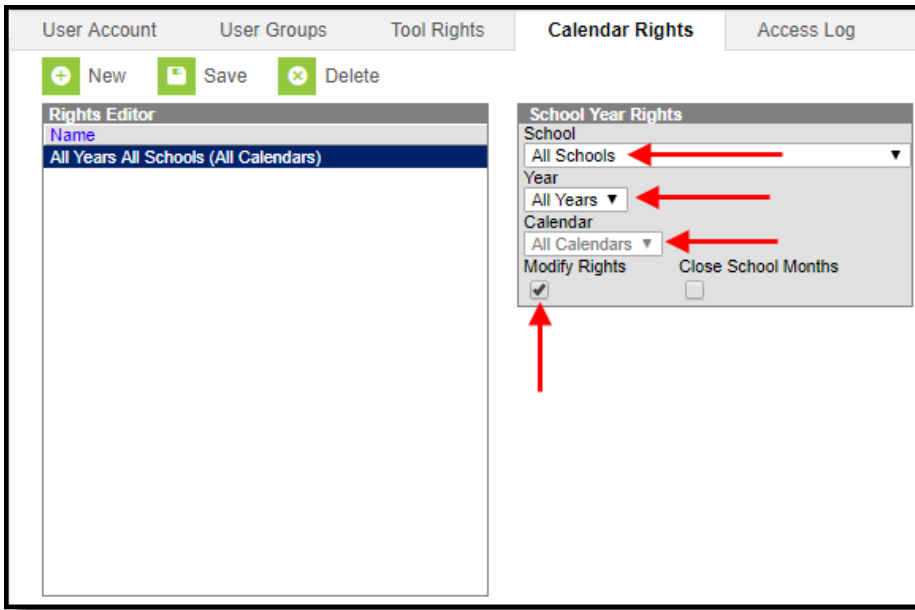 User Account User Groups Tool Rights Calendar Rights Access Log
New Save Delete
Rights Editor
Name
All Years All Schools (All Calendars)
School Year Rights
School
All Schools
Year
All Years
Calendar
All Calendars
Modify Rights Close School Months